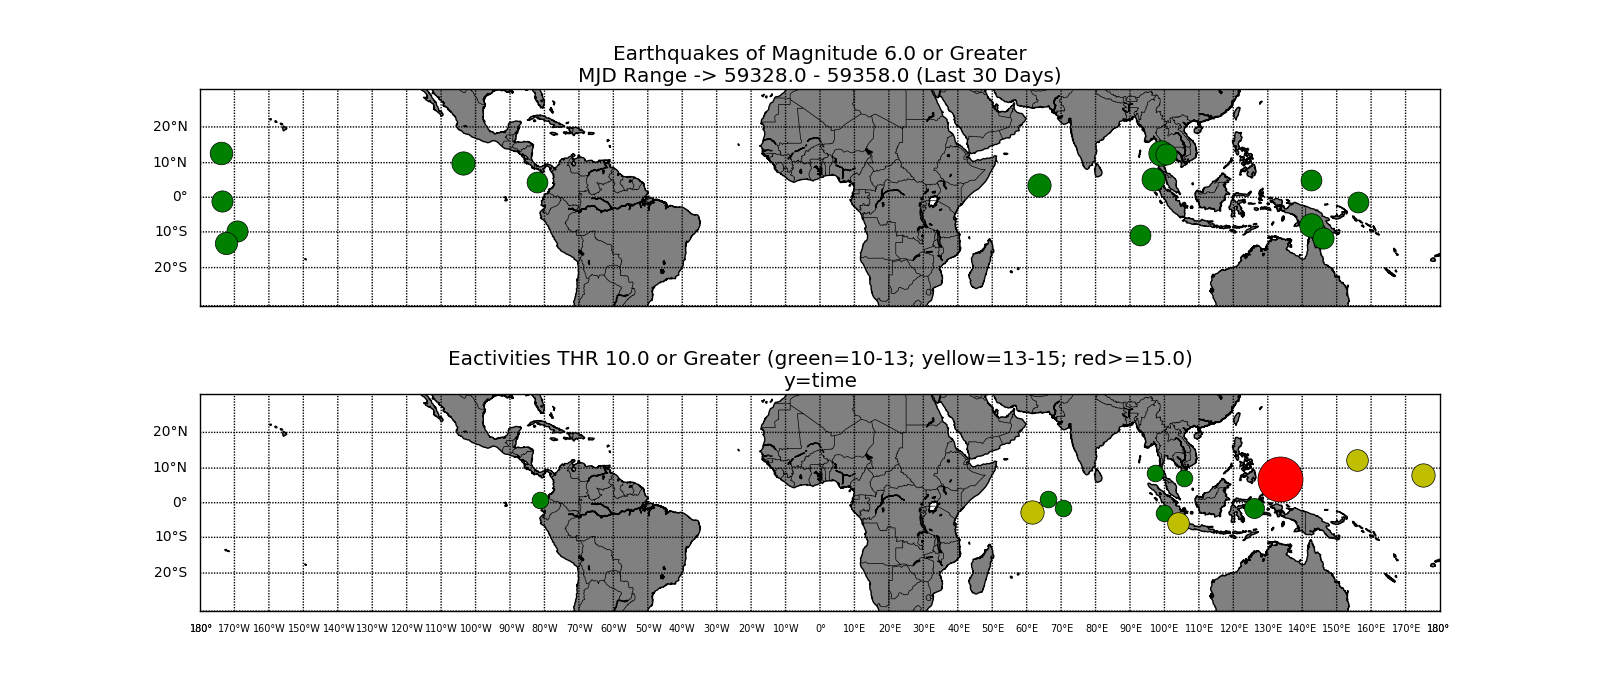 Earthquakes of Magnitude 6.0 or Greater
MJD Range -> 59328.0 - 59358.0 (Last 30 Days)
20°N
10°N
0°
10°S
20°S
Eactivities THR 10.0 or Greater (green=10-13; yellow=13-15; red>=15.0)
y=time
20°N
10°N
0°
10°S
20°S
180° 170°W 160°W 150°W 140°W 130°W 120°W 110°W 100°W 90°W 80°W 70°W 60°W 50°W 40°W 30°W 20°W 10°W 0° 10°E 20°E 30°E 40°E 50°E 60°E 70°E 80°E 90°E 100°E 110°E 120°E 130°E 140°E 150°E 160°E 170°E 180°